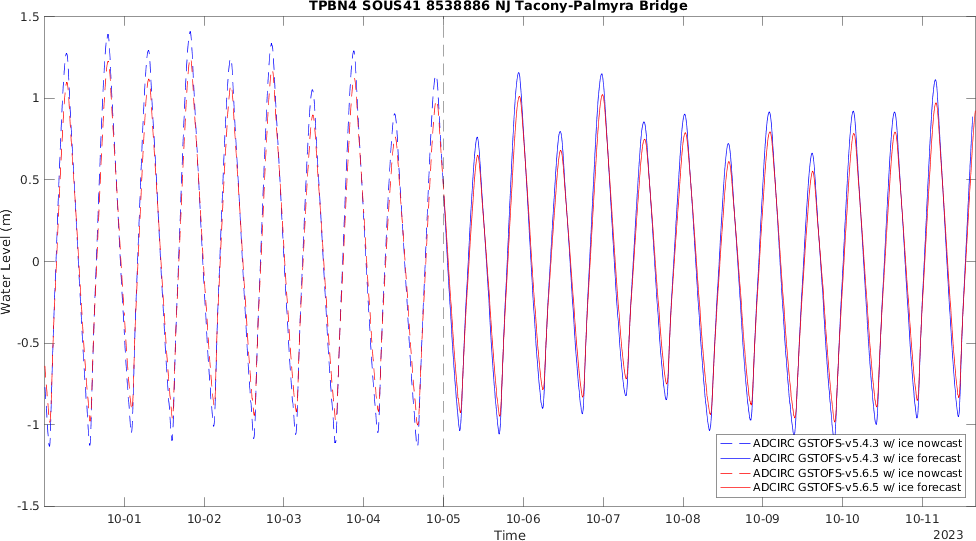 TPBN4 SOUS41 8538886 NJ Tacony-Palmyra Bridge
1.5
1
0.5
0
-0.5
-1
-1.5
Water Level (m)
10-01 10-02 10-03 10-04 10-05 10-06 10-07 10-08 10-09 10-10 10-11
Time
2023
ADCIRC GSTOFS-v5.4.3 w/ ice nowcast
ADCIRC GSTOFS-v5.4.3 w/ ice forecast
ADCIRC GSTOFS-v5.6.5 w/ ice nowcast
ADCIRC GSTOFS-v5.6.5 w/ ice forecast